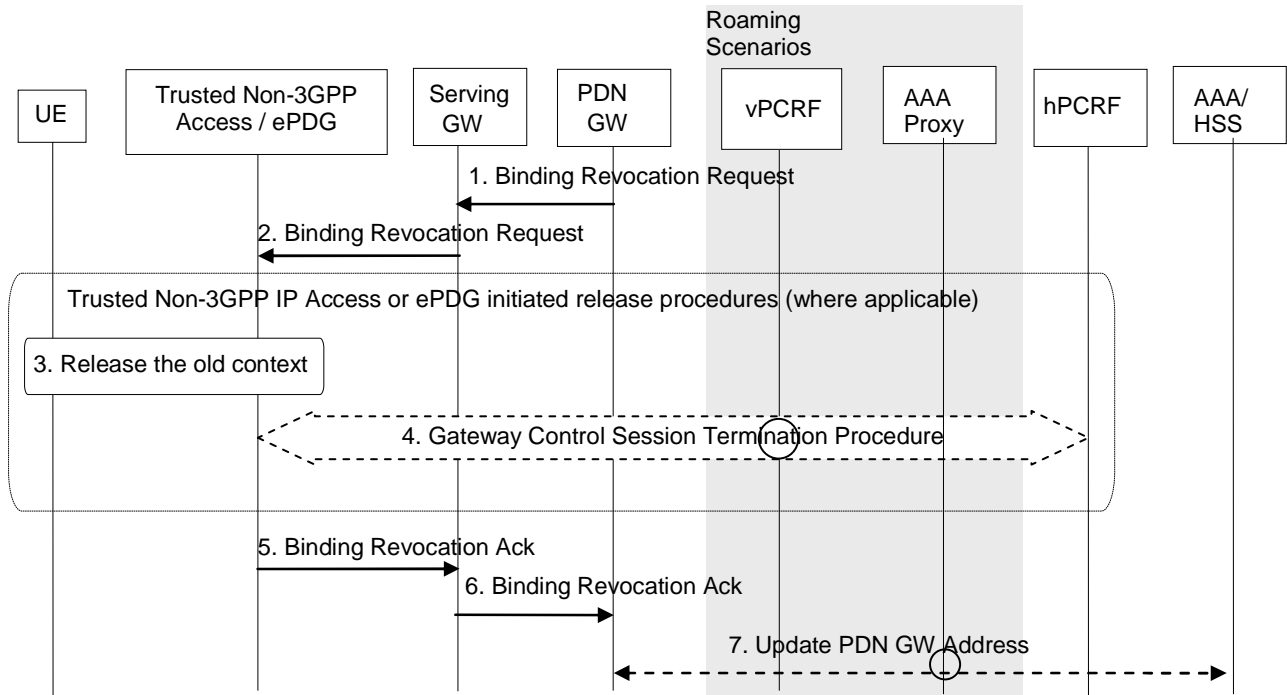 Roaming
Scenarios
UE
Trusted Non-3GPP
Access / ePDG
Serving
GW
PDN
GW
vPCRF
AAA
Proxy
hPCRF
AAA/
HSS
1. Binding Revocation Request
2. Binding Revocation Request
Trusted Non-3GPP IP Access or ePDG initiated release procedures (where applicable)
3. Release the old context
4. Gateway Control Session Termination Procedure
5. Binding Revocation Ack
6. Binding Revocation Ack
7. Update PDN GW Address